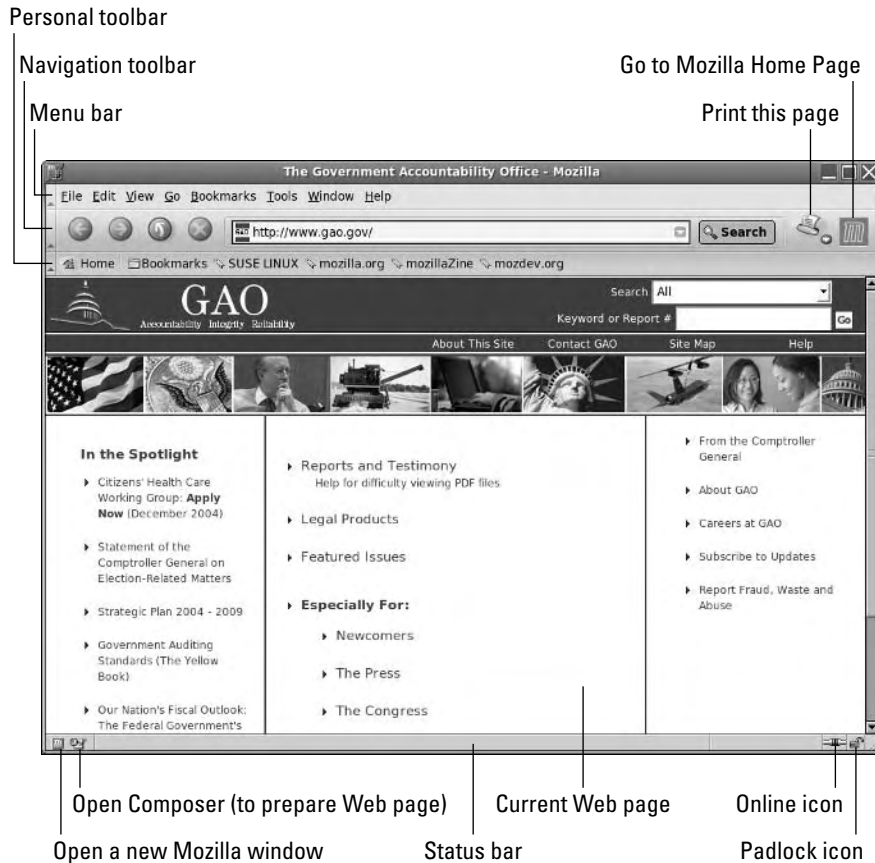 Personal toolbar
Navigation toolbar
Go to Mozilla Home Page
Menu bar
Print this page
The Government Accountability Office - Mozilla
File Edit View Go Bookmarks Tools Window Help
GAO http://www.gao.gov/ Search
Home Bookmarks SUSE LINUX mozilla.org mozillaZine mozdev.org
GAO
Accountability Integrity Reliability
Search All
Keyword or Report # Go
About This Site Contact GAO Site Map Help
In the Spotlight
Citizens' Health Care
Working Group: Apply
Now (December 2004)
Statement of the
Comptroller General on
Election-Related Matters
Strategic Plan 2004 - 2009
Government Auditing
Standards (The Yellow
Book)
Our Nation's Fiscal Outlook:
The Federal Government's
Reports and Testimony
Help for difficulty viewing PDF files
Legal Products
Featured Issues
Especially For:
Newcomers
The Press
The Congress
From the Comptroller
General
About GAO
Careers at GAO
Subscribe to Updates
Report Fraud, Waste and
Abuse
Open Composer (to prepare Web page)
Current Web page
Online icon
Open a new Mozilla window
Status bar
Padlock icon